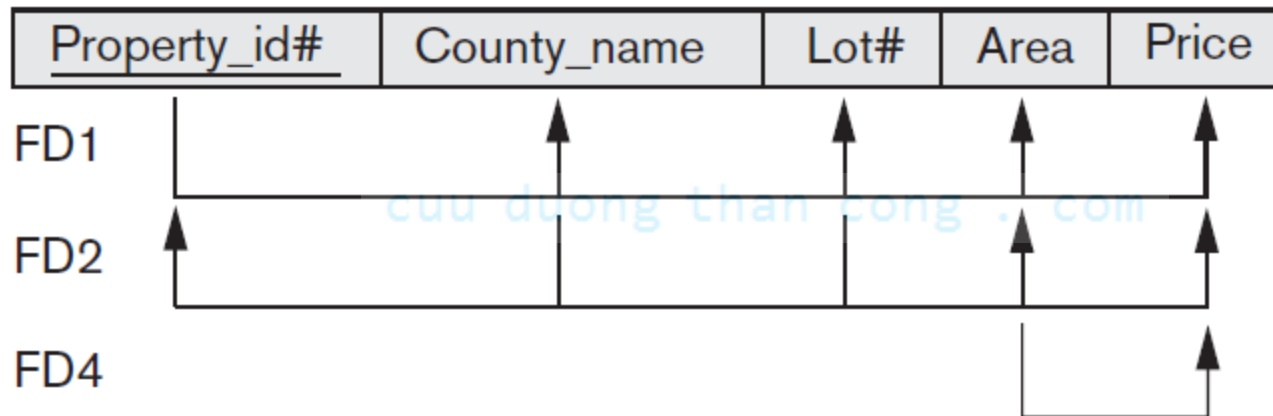 Property_id# County_name Lot# Area Price
FD1
cuu duong than cong . com
FD2
FD4